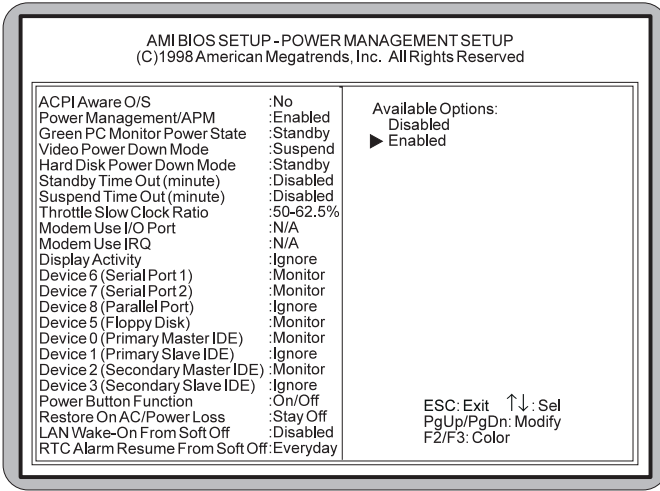 AMIBIOS SETUP - POWER MANAGEMENT SETUP
(C)1998 American Megatrends, Inc. All Rights Reserved
ACPI Aware O/S :No
Power Management/APM :Enabled
Green PC Monitor Power State :Standby
Video Power Down Mode :Suspend
Hard Disk Power Down Mode :Standby
Standby Time Out (minute) :Disabled
Suspend Time Out (minute) :Disabled
Throttle Slow Clock Ratio :50-62.5%
Modem Use I/O Port :N/A
Modem Use IRQ :N/A
Display Activity :Ignore
Device 6 (Serial Port 1) :Monitor
Device 7 (Serial Port 2) :Monitor
Device 8 (Parallel Port) :Ignore
Device 5 (Floppy Disk) :Monitor
Device 0 (Primary Master IDE) :Monitor
Device 1 (Primary Slave IDE) :Ignore
Device 2 (Secondary Master IDE) :Monitor
Device 3 (Secondary Slave IDE) :Ignore
Power Button Function :On/Off
Restore On AC/Power Loss :Stay Off
LAN Wake-On From Soft Off :Disabled
RTC Alarm Resume From Soft Off :Everyday
Available Options:
Disabled
▶ Enabled
ESC: Exit ↑↓: Sel
PgUp/PgDn: Modify
F2/F3: Color